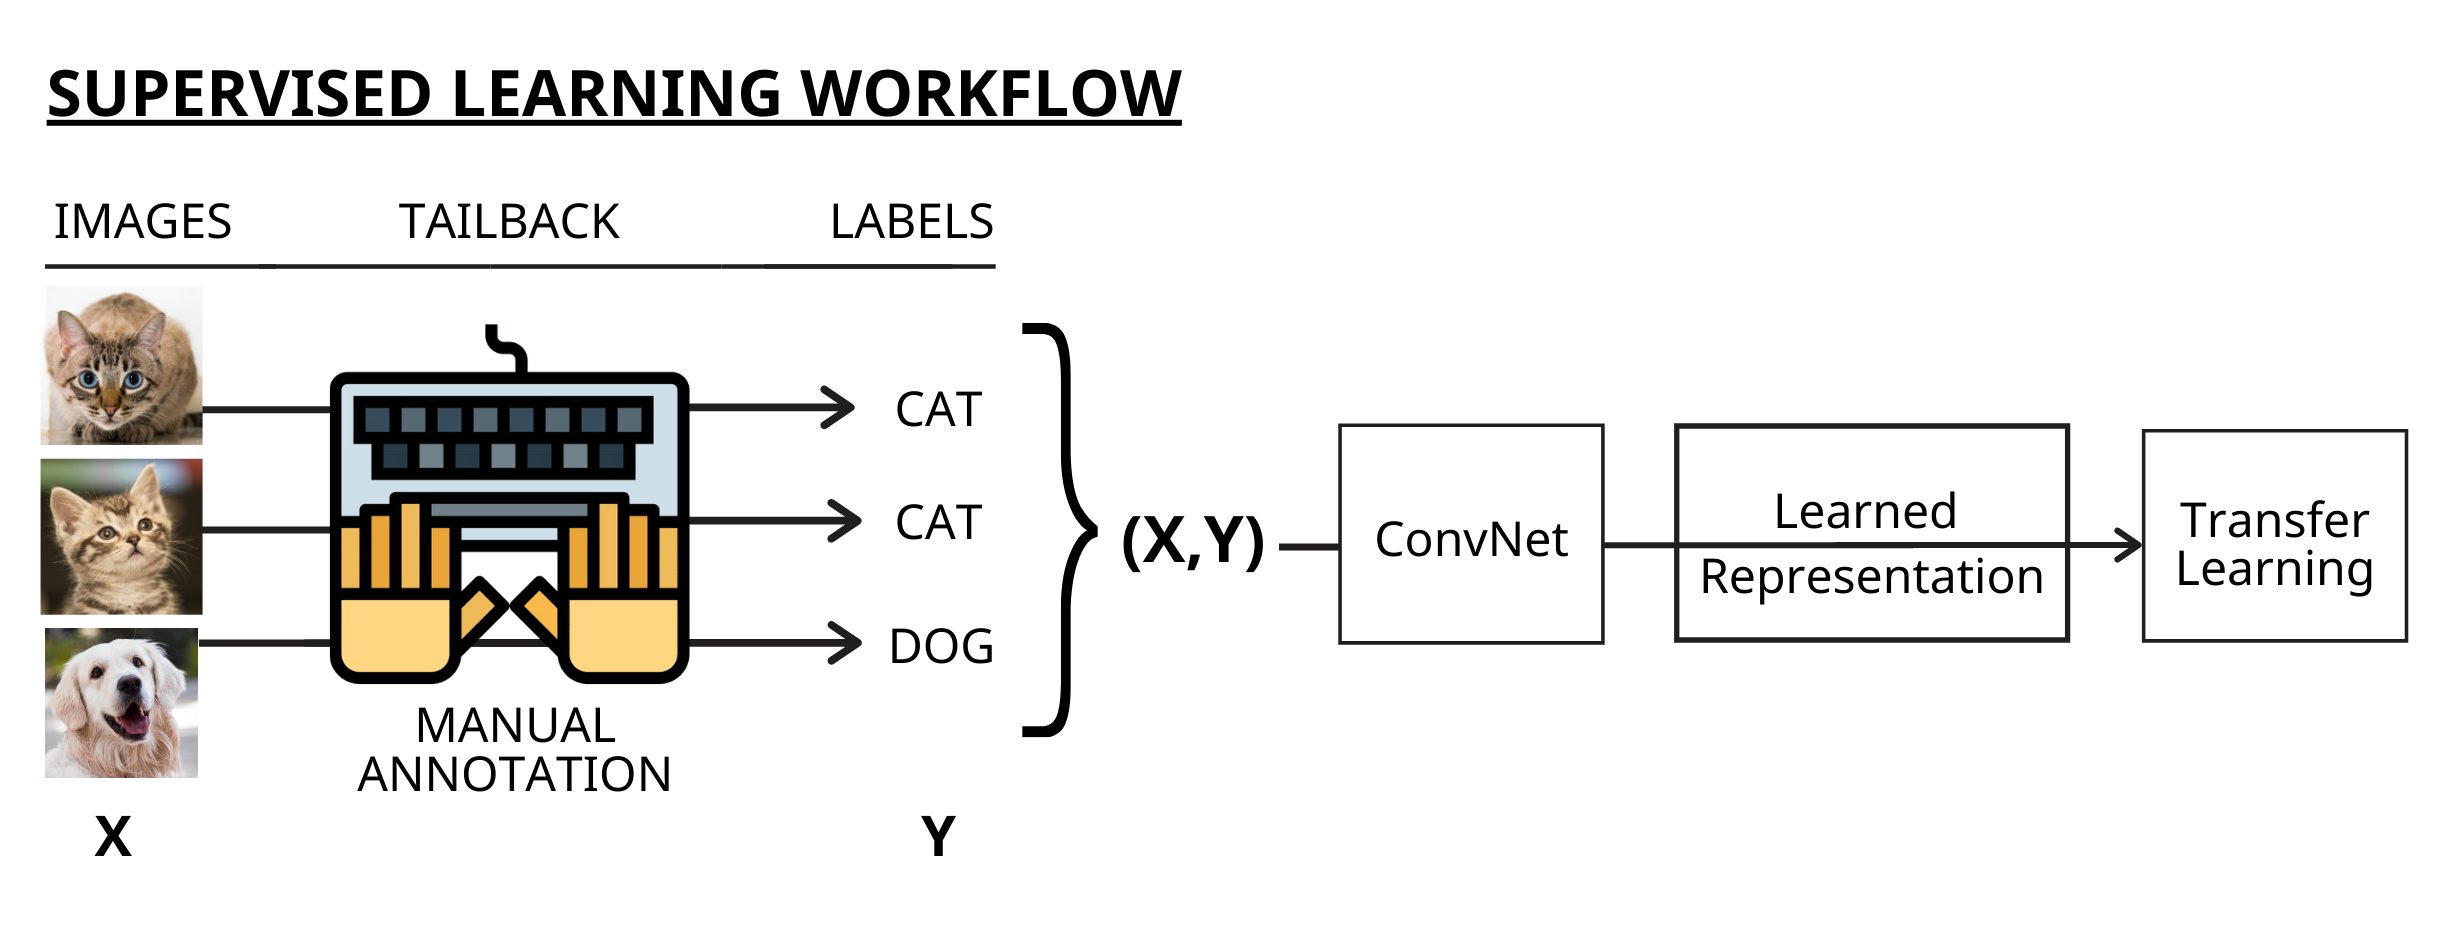 SUPERVISED LEARNING WORKFLOW
IMAGES TAILBACK LABELS
CAT
CAT
DOG
MANUAL
ANNOTATION
X Y
(X,Y)
ConvNet
Learned
Representation
Transfer
Learning